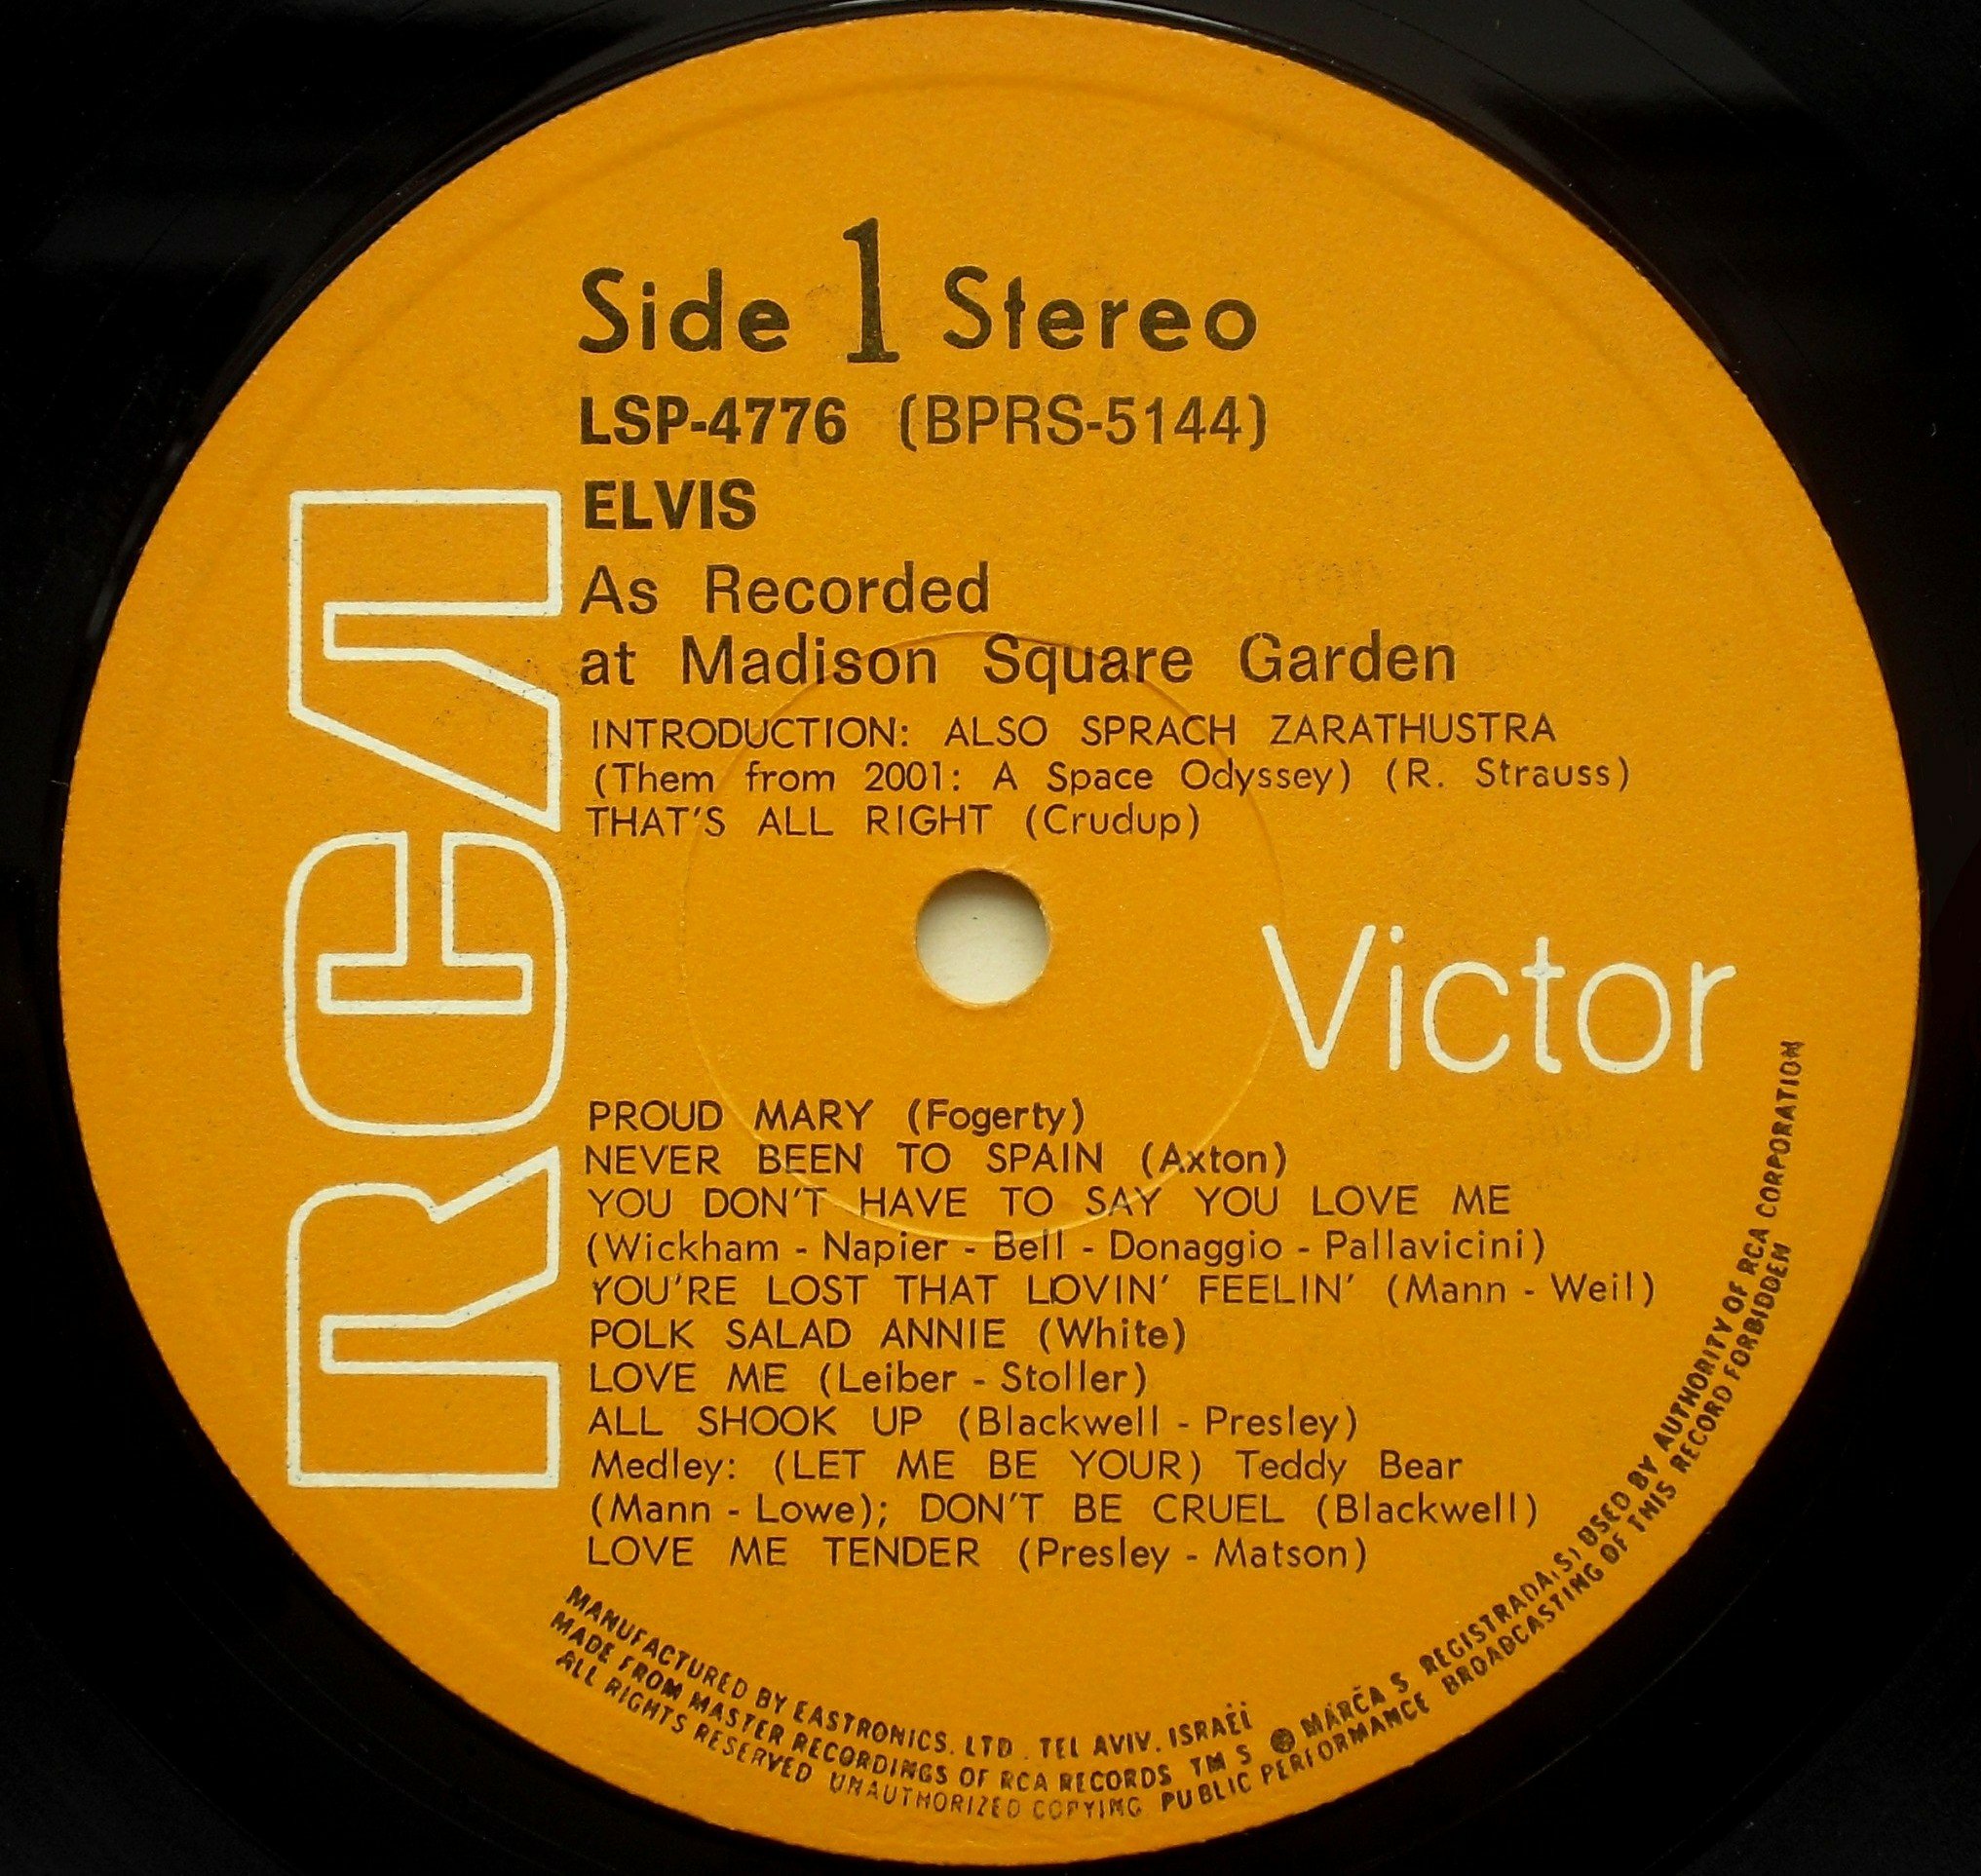 Side 1 Stereo
LSP-4776 (BPRS-5144)
ELVIS
As Recorded
at Madison Square Garden
INTRODUCTION: ALSO SPRACH ZARATHUSTRA
(Them from 2001: A Space Odyssey) (R. Strauss)
THAT'S ALL RIGHT (Crudup)
RCA
Victor
PROUD MARY (Fogerty)
NEVER BEEN TO SPAIN (Axton)
YOU DON'T HAVE TO SAY YOU LOVE ME
(Wickham - Napier - Bell - Donaggio - Pallavicini)
YOU'RE LOST THAT LOVIN' FEELIN' (Mann - Weil)
POLK SALAD ANNIE (White)
LOVE ME (Leiber - Stoller)
ALL SHOOK UP (Blackwell - Presley)
Medley: (LET ME BE YOUR) Teddy Bear
(Mann - Lowe); DON'T BE CRUEL (Blackwell)
LOVE ME TENDER (Presley - Matson)
MANUFACTURED BY EASTRONICS. LTD. TEL AVIV. ISRAEL
MADE FROM MASTER RECORDINGS OF RCA RECORDS TM S ® MARCA S REGISTRADA(S) USED BY AUTHORITY OF RCA CORPORATION
ALL RIGHTS RESERVED UNAUTHORIZED COPYING PUBLIC PERFORMANCE BROADCASTING OF THIS RECORD FORBIDDEN